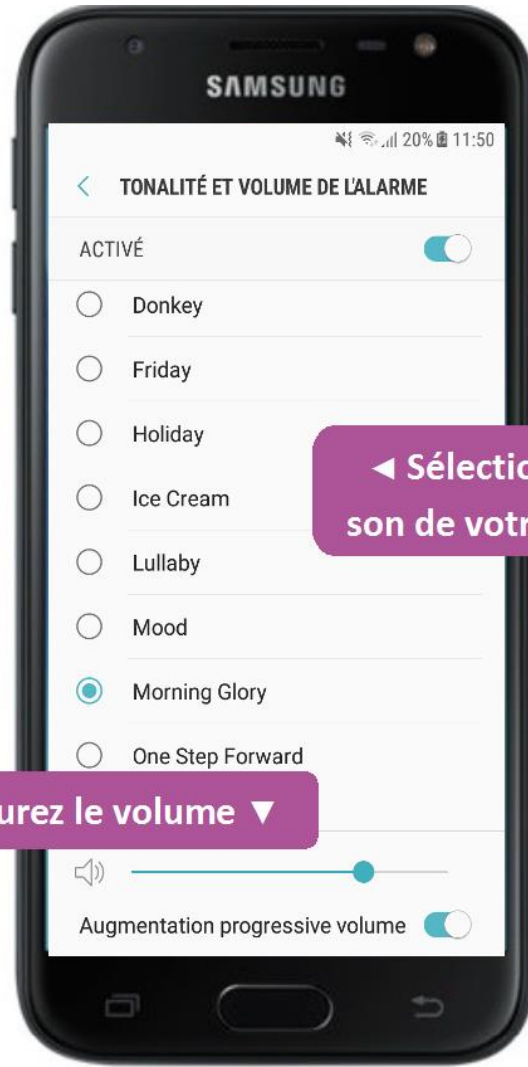 SAMSUNG
20% 11:50
< TONALITÉ ET VOLUME DE L'ALARME
ACTIVÉ
Donkey
Friday
Holiday
◄ Sélectio
Ice Cream
son de votr
Lullaby
Mood
Morning Glory
One Step Forward
urez le volume ▼
Augmentation progressive volume